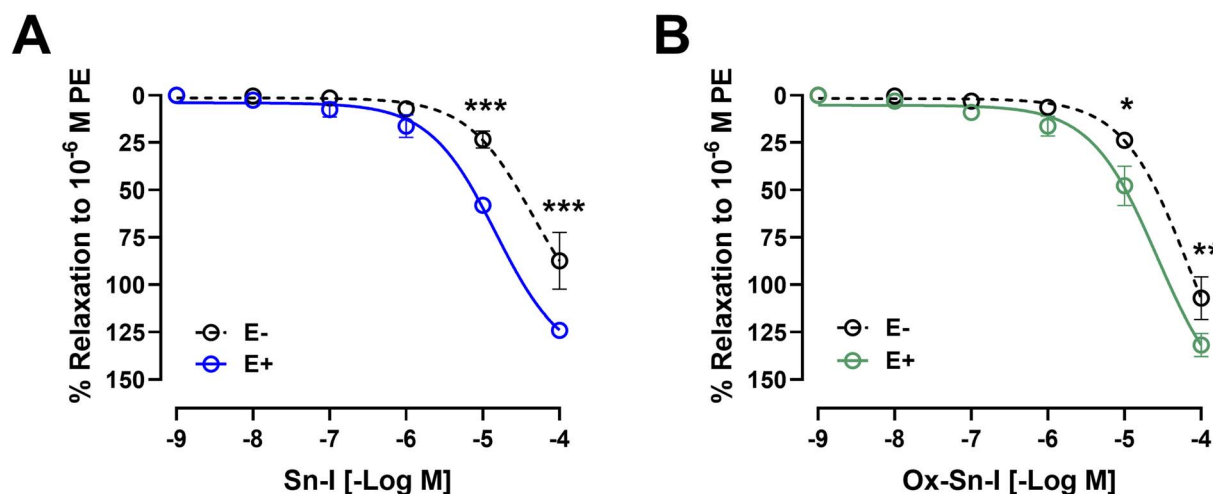 A
% Relaxation to 10⁻⁶ M PE
0
25
50
75
100
125
150
***
***
E-
E+
-9 -8 -7 -6 -5 -4
Sn-I [-Log M]
B
% Relaxation to 10⁻⁶ M PE
0
25
50
75
100
125
150
*
**
E-
E+
-9 -8 -7 -6 -5 -4
Ox-Sn-I [-Log M]